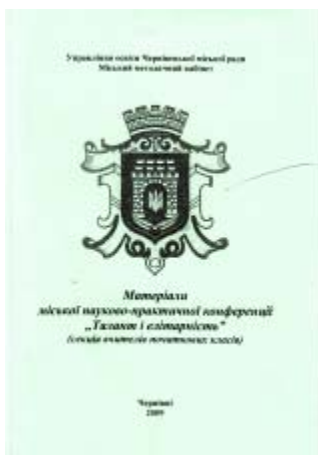 Управління освіти Чернівецької міської ради
Міський методичний кабінет
Матеріали
міської науково-практичної конференції
„Талант і елітарність”
(секція вчителів початкових класів)
Чернівці
2009